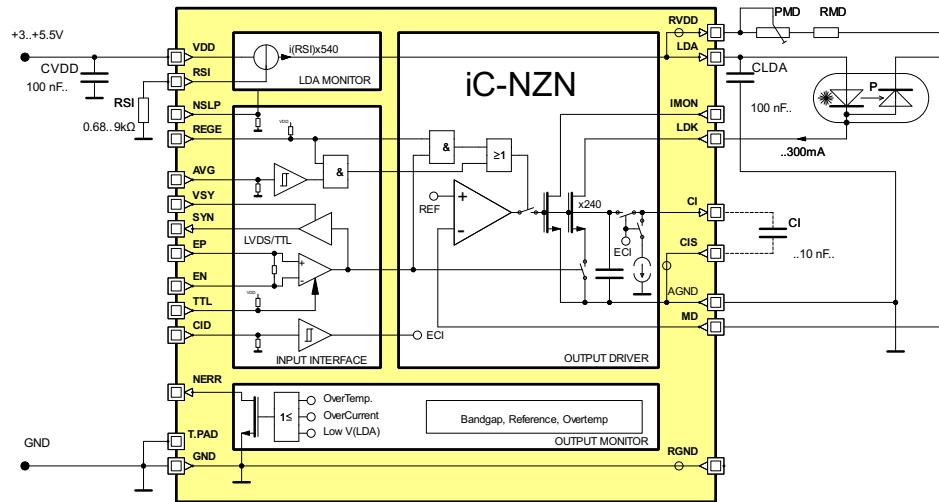 +3..+5.5V
CVDD
100 nF..
RSI
0.68..9kΩ
GND
VDD
RSI
NSLP
REGE
AVG
VSY
SYN
EP
EN
TTL
CID
NERR
T.PAD
GND
i(RSI)x540
LDA MONITOR
VDD
&
LVDS/TTL
+
-
VDD
INPUT INTERFACE
ECI
iC-NZN
&
≥1
REF
+
-
x240
ECI
OUTPUT DRIVER
1≤
OverTemp.
OverCurrent
Low V(LDA)
Bandgap, Reference, Overtemp
OUTPUT MONITOR
RVDD
LDA
IMON
LDK
CI
CIS
AGND
MD
RGND
PMD
RMD
CLDA
100 nF..
P
..300mA
CI
..10 nF..